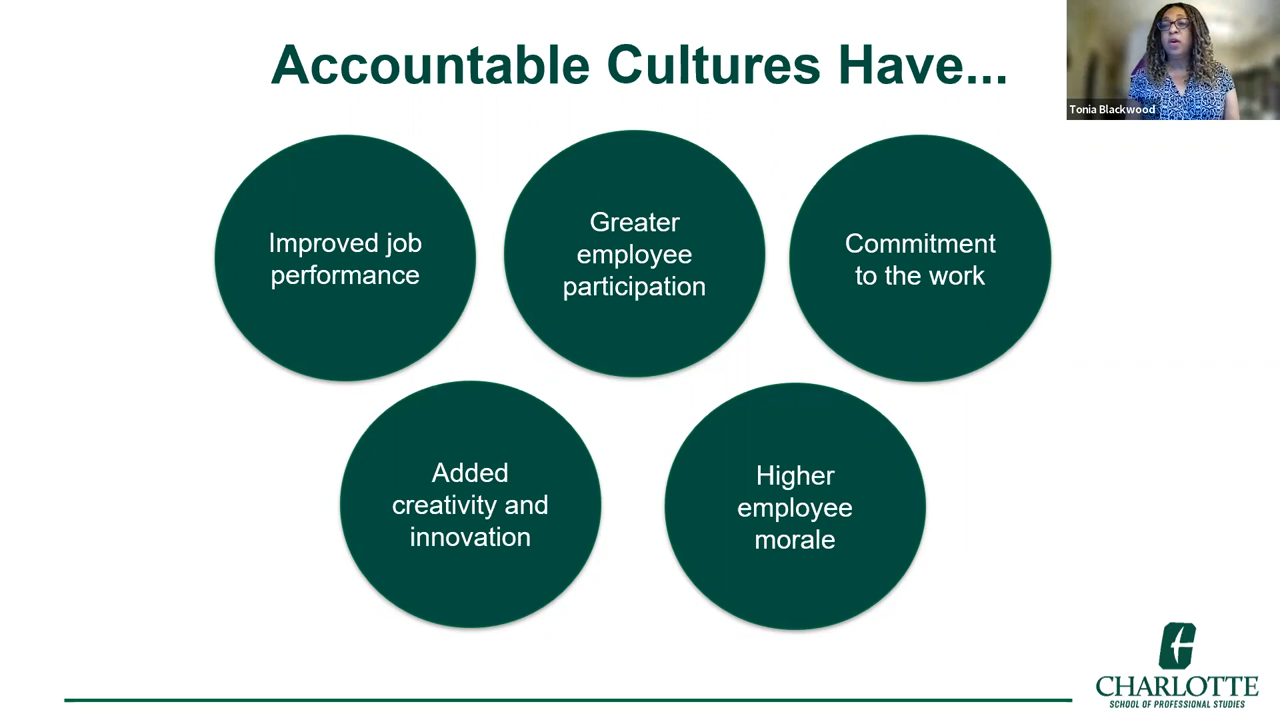 Accountable Cultures Have...
Tonia Blackwood
Improved job
performance
Greater
employee
participation
Commitment
to the work
Added
creativity and
innovation
Higher
employee
morale
CHARLOTTE
SCHOOL OF PROFESSIONAL STUDIES